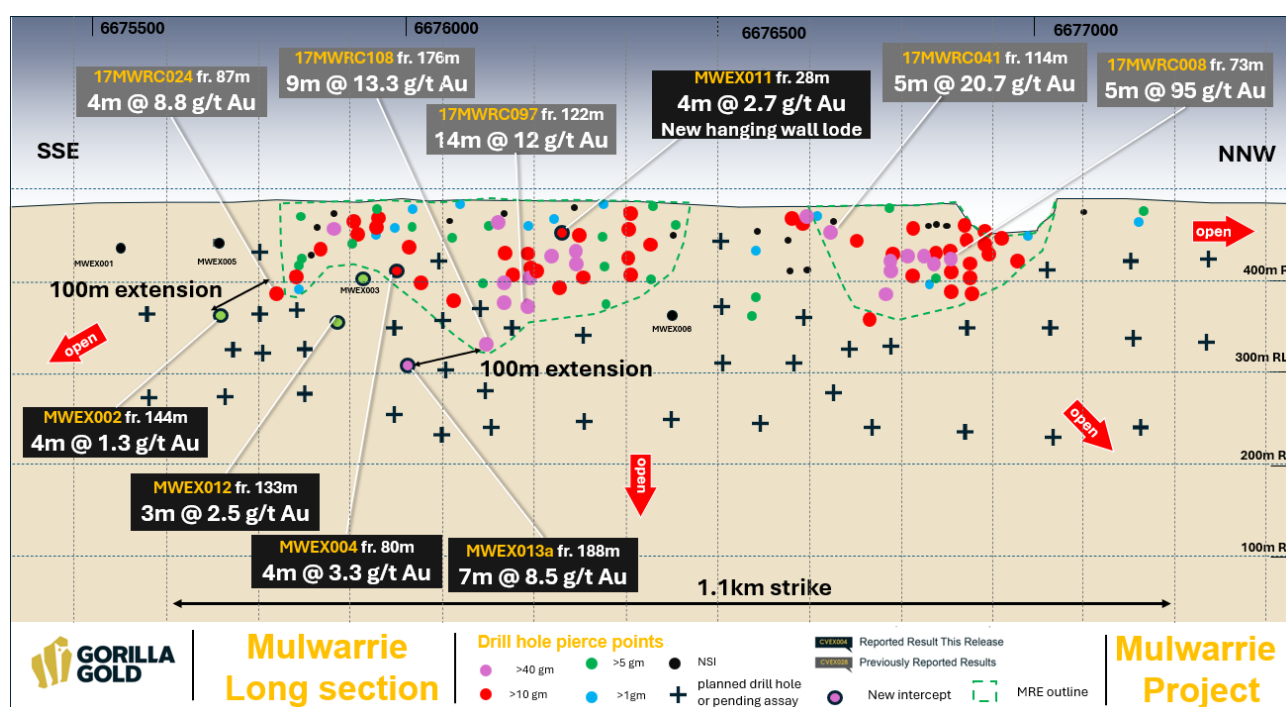 6675500
6676000
6676500
6677000
17MWRC024 fr. 87m
4m @ 8.8 g/t Au
17MWRC108 fr. 176m
9m @ 13.3 g/t Au
17MWRC097 fr. 122m
14m @ 12 g/t Au
MWEX011 fr. 28m
4m @ 2.7 g/t Au
New hanging wall lode
17MWRC041 fr. 114m
5m @ 20.7 g/t Au
17MWRC008 fr. 73m
5m @ 95 g/t Au
SSE
NNW
MWEX001
MWEX005
MWEX003
MWEX006
open
400m RL
100m extension
open
300m RL
100m extension
open
open
200m R
100m R
MWEX002 fr. 144m
4m @ 1.3 g/t Au
MWEX012 fr. 133m
3m @ 2.5 g/t Au
MWEX004 fr. 80m
4m @ 3.3 g/t Au
MWEX013a fr. 188m
7m @ 8.5 g/t Au
1.1km strike
GORILLA
GOLD
Mulwarrie
Long section
Drill hole pierce points
>40 gm
>5 gm
NSI
>10 gm
>1gm
planned drill hole
or pending assay
CVEX004
Reported Result This Release
CVEX028
Previously Reported Results
New intercept
MRE outline
Mulwarrie
Project